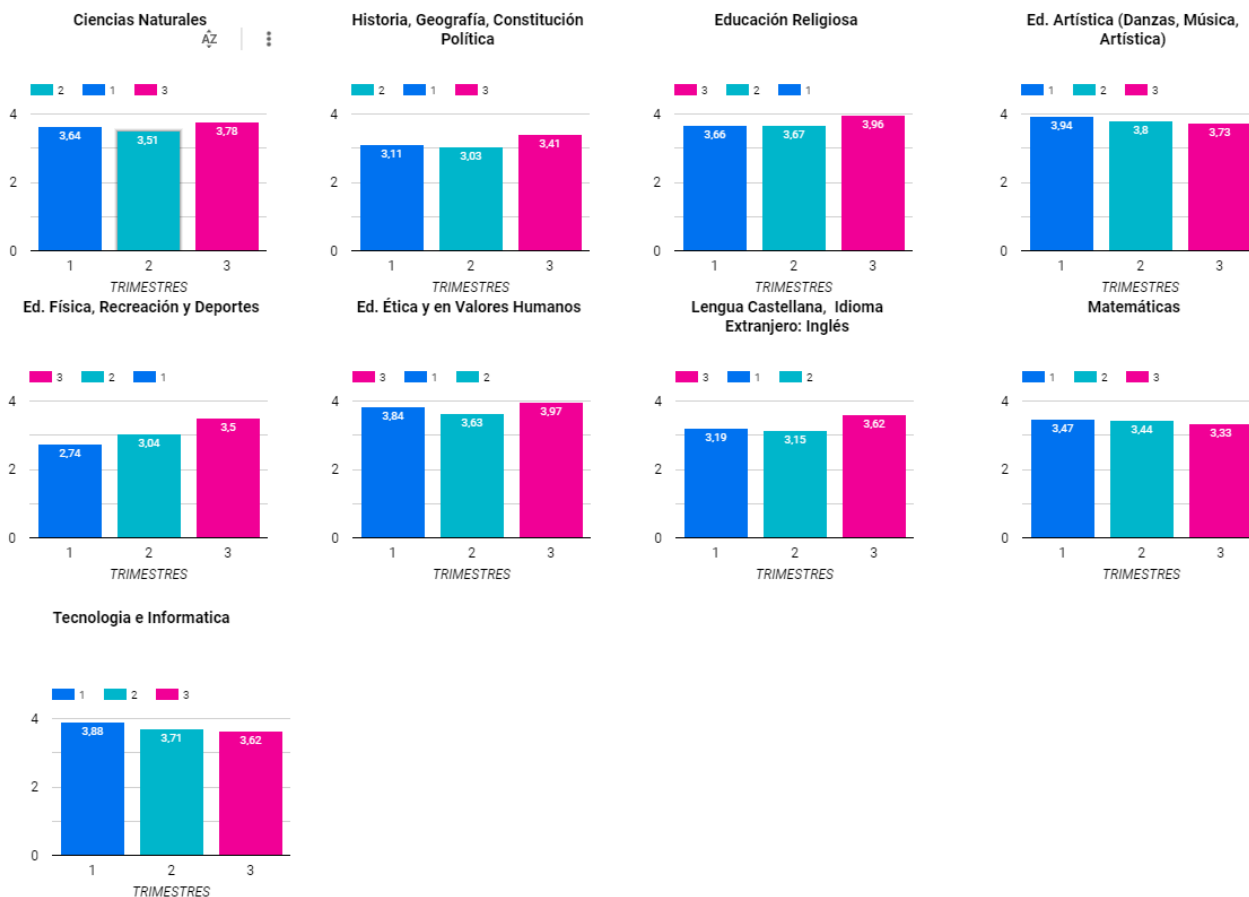 Ciencias Naturales
AZ
2 1 3
4
3,64 3,51 3,78
2
0
1 2 3
TRIMESTRES
Historia, Geografía, Constitución
Política
2 1 3
4
3,11 3,03 3,41
2
0
1 2 3
TRIMESTRES
Educación Religiosa
3 2 1
4
3,66 3,67 3,96
2
0
1 2 3
TRIMESTRES
Ed. Artística (Danzas, Música,
Artística)
1 2 3
4
3,94 3,8 3,73
2
0
1 2 3
TRIMESTRES
Ed. Física, Recreación y Deportes
3 2 1
4
2,74 3,04 3,5
2
0
1 2 3
TRIMESTRES
Ed. Ética y en Valores Humanos
3 1 2
4
3,84 3,63 3,97
2
0
1 2 3
TRIMESTRES
Lengua Castellana, Idioma
Extranjero: Inglés
3 1 2
4
3,19 3,15 3,62
2
0
1 2 3
TRIMESTRES
Matemáticas
1 2 3
4
3,47 3,44 3,33
2
0
1 2 3
TRIMESTRES
Tecnologia e Informatica
1 2 3
4
3,88 3,71 3,62
2
0
1 2 3
TRIMESTRES